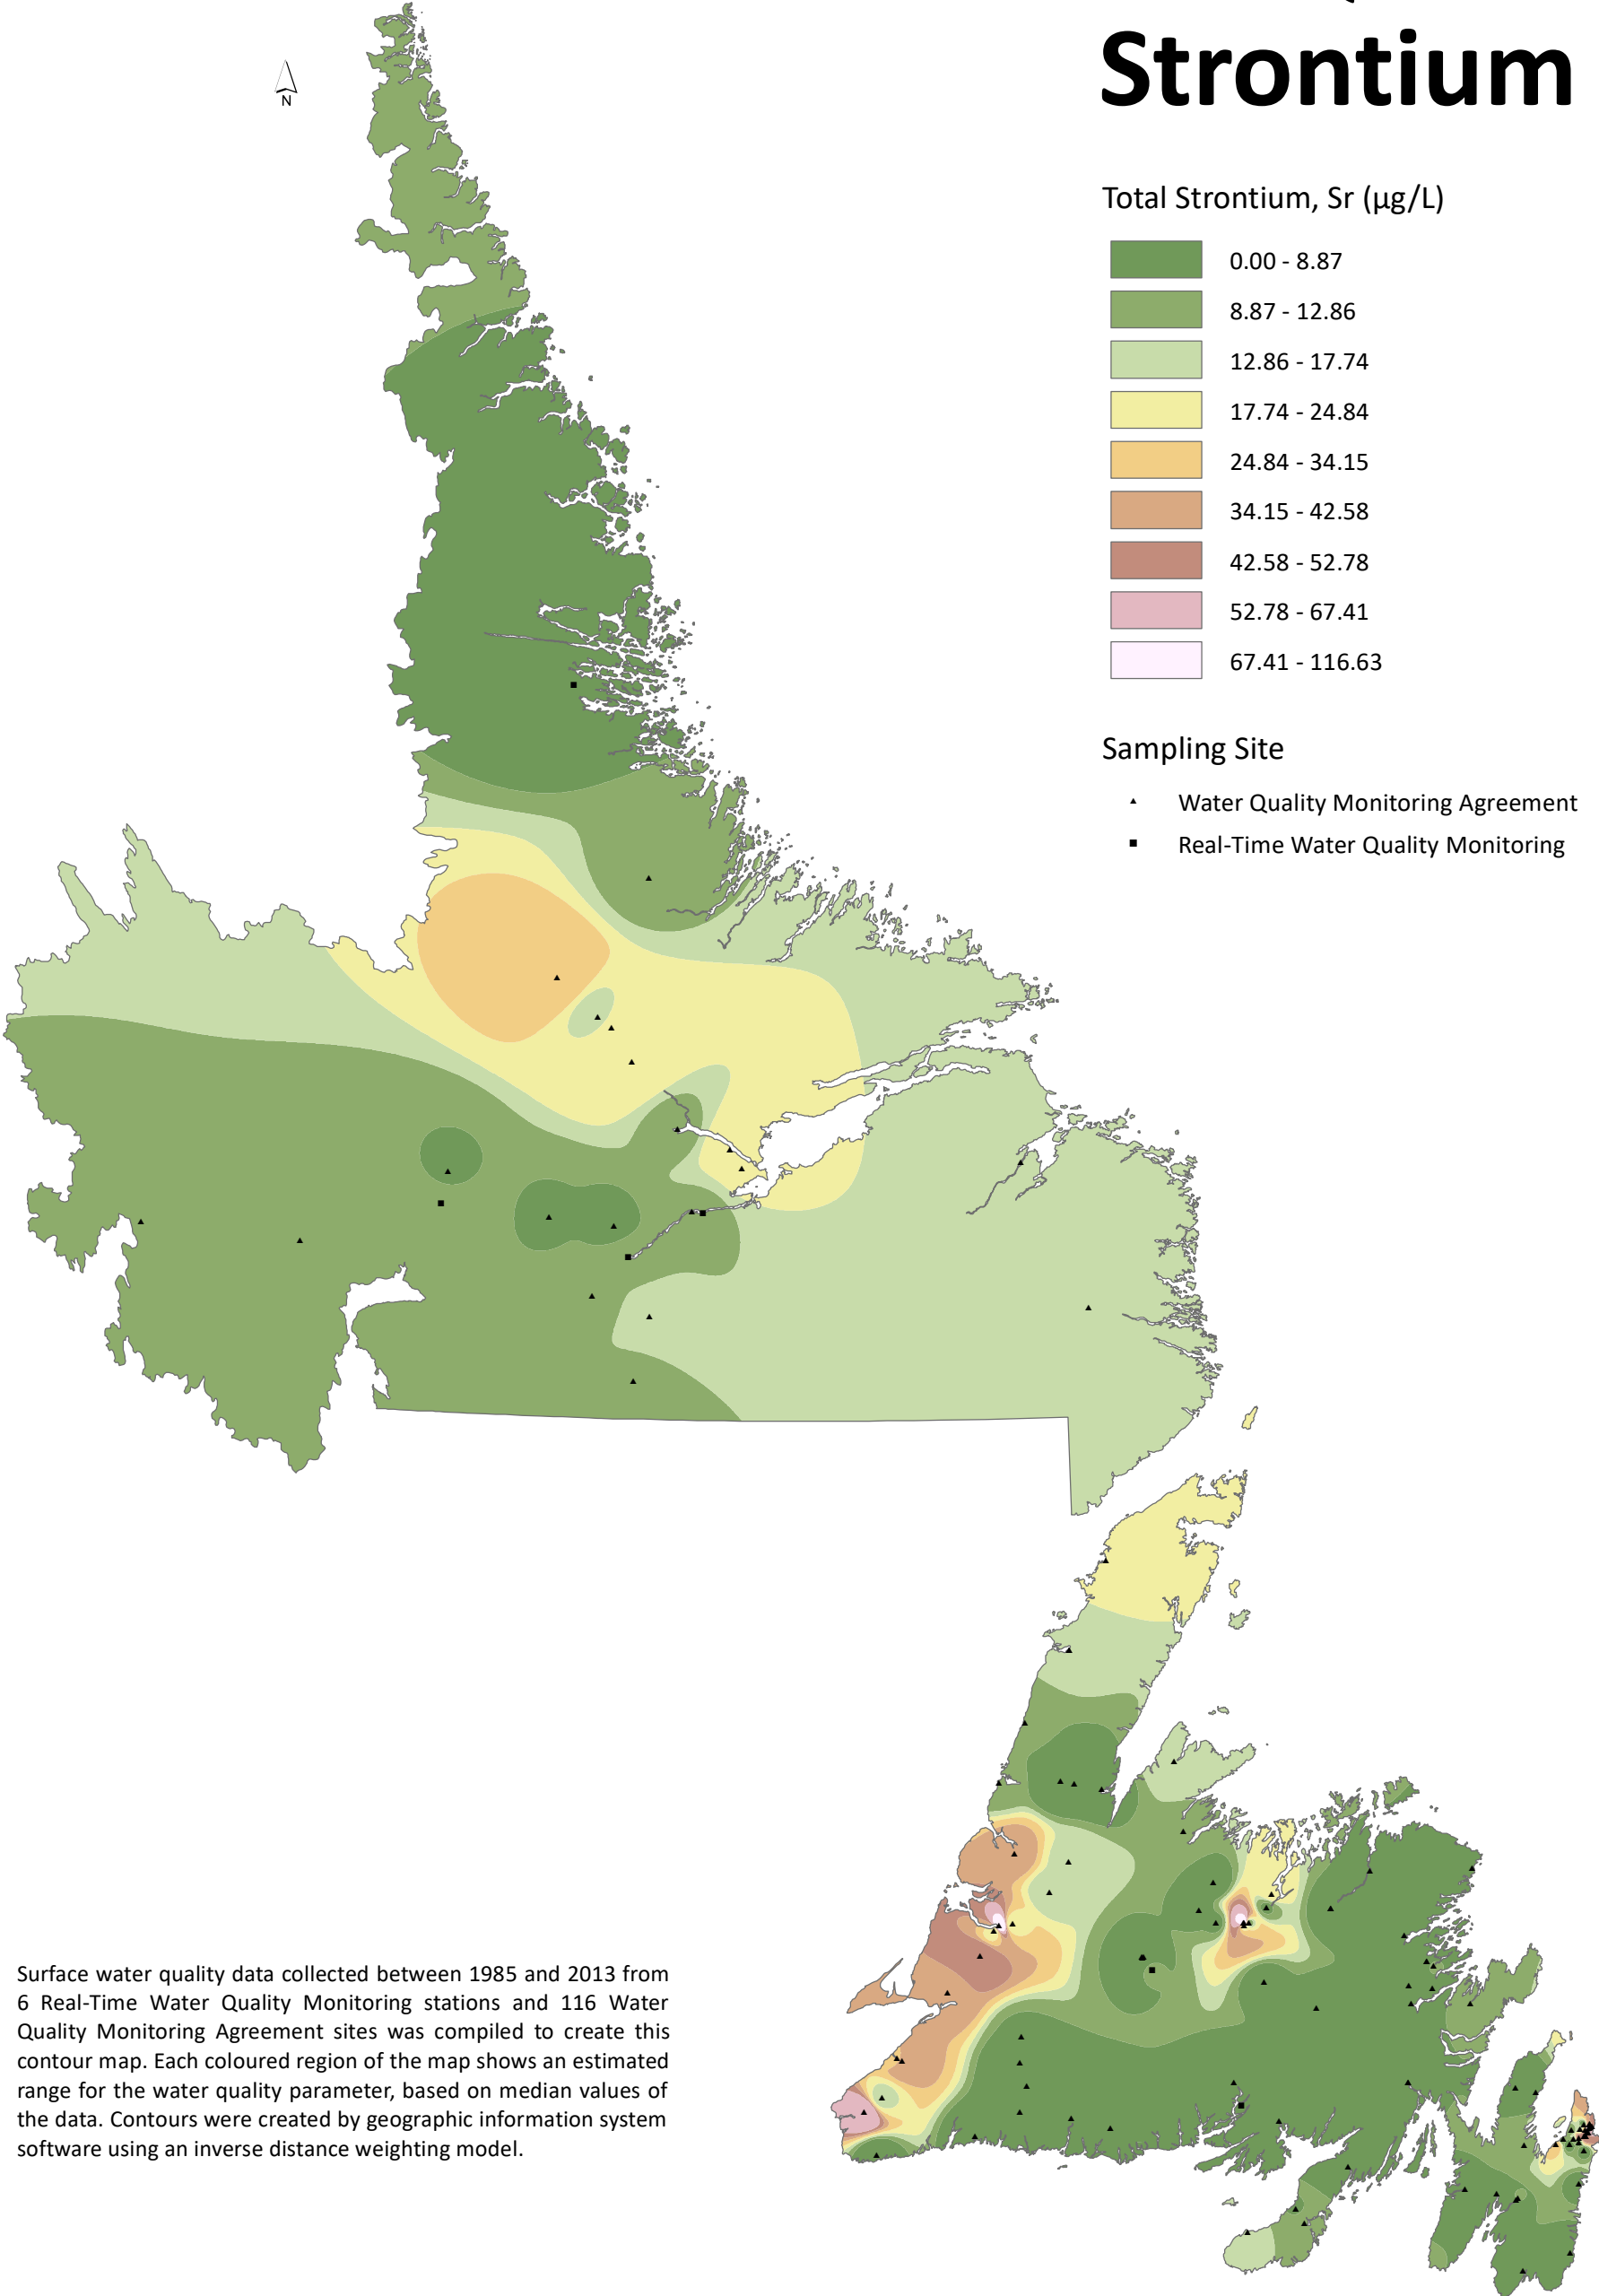 Strontium
N
Total Strontium, Sr (µg/L)
0.00 - 8.87
8.87 - 12.86
12.86 - 17.74
17.74 - 24.84
24.84 - 34.15
34.15 - 42.58
42.58 - 52.78
52.78 - 67.41
67.41 - 116.63
Sampling Site
Water Quality Monitoring Agreement
Real-Time Water Quality Monitoring
Surface water quality data collected between 1985 and 2013 from
6 Real-Time Water Quality Monitoring stations and 116 Water
Quality Monitoring Agreement sites was compiled to create this
contour map. Each coloured region of the map shows an estimated
range for the water quality parameter, based on median values of
the data. Contours were created by geographic information system
software using an inverse distance weighting model.